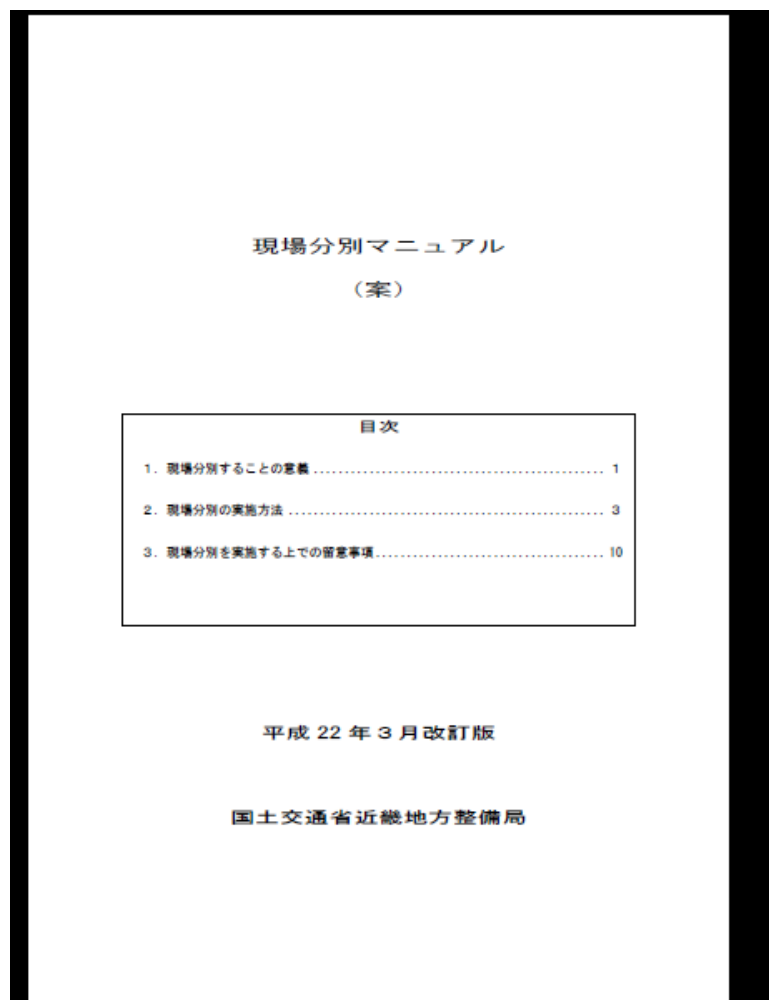 現場分別マニュアル
（案）
目次
1．現場分別することの意義 ............................................... 1
2．現場分別の実施方法 ................................................... 3
3．現場分別を実施する上での留意事項..................................... 10
平成 22 年 3 月改訂版
国土交通省近畿地方整備局